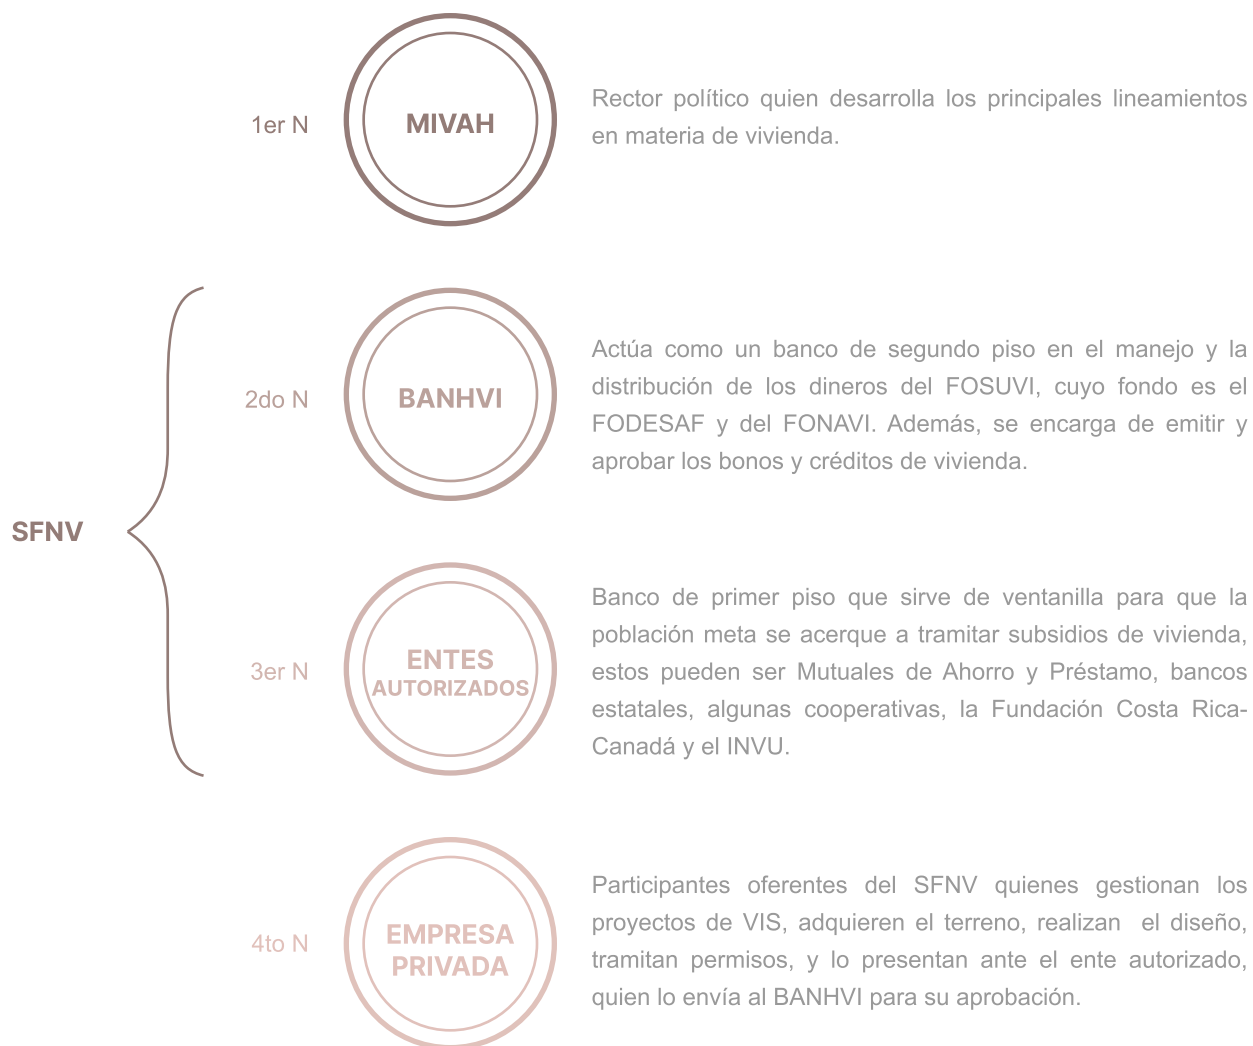 1er N
MIVAH
Rector político quien desarrolla los principales lineamientos
en materia de vivienda.
SFNV
2do N
BANHVI
Actúa como un banco de segundo piso en el manejo y la
distribución de los dineros del FOSUVI, cuyo fondo es el
FODESAF y del FONAVI. Además, se encarga de emitir y
aprobar los bonos y créditos de vivienda.
3er N
ENTES
AUTORIZADOS
Banco de primer piso que sirve de ventanilla para que la
población meta se acerque a tramitar subsidios de vivienda,
estos pueden ser Mutuales de Ahorro y Préstamo, bancos
estatales, algunas cooperativas, la Fundación Costa Rica-
Canadá y el INVU.
4to N
EMPRESA
PRIVADA
Participantes oferentes del SFNV quienes gestionan los
proyectos de VIS, adquieren el terreno, realizan el diseño,
tramitan permisos, y lo presentan ante el ente autorizado,
quien lo envía al BANHVI para su aprobación.